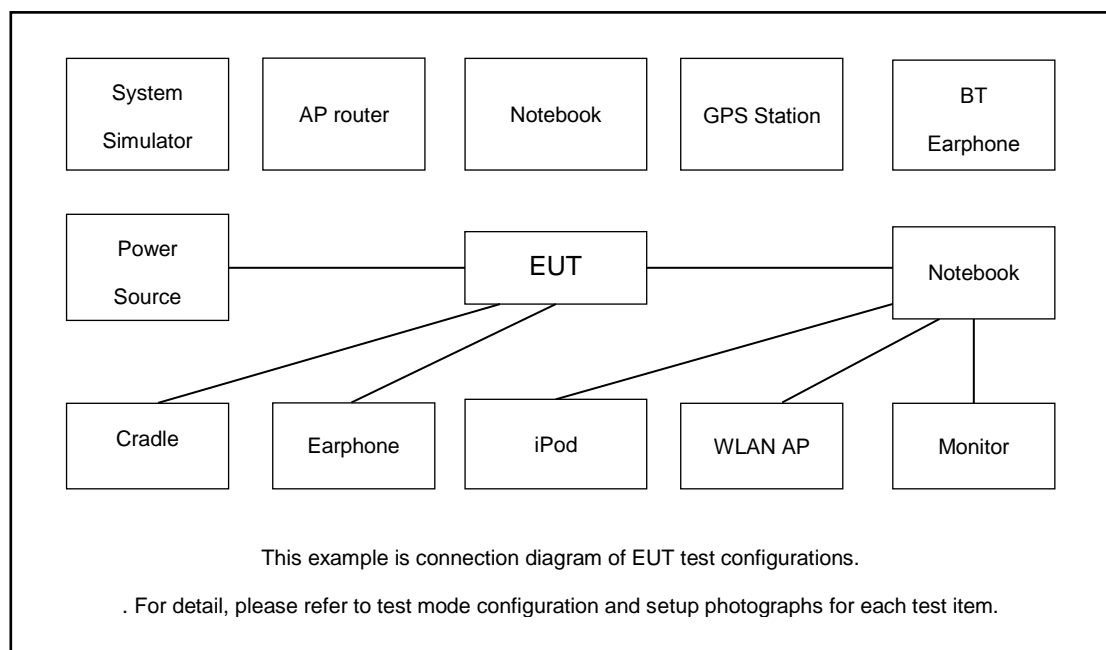 System
Simulator
AP router
Notebook
GPS Station
BT
Earphone
Power
Source
EUT
Notebook
Cradle
Earphone
iPod
WLAN AP
Monitor
This example is connection diagram of EUT test configurations.
. For detail, please refer to test mode configuration and setup photographs for each test item.